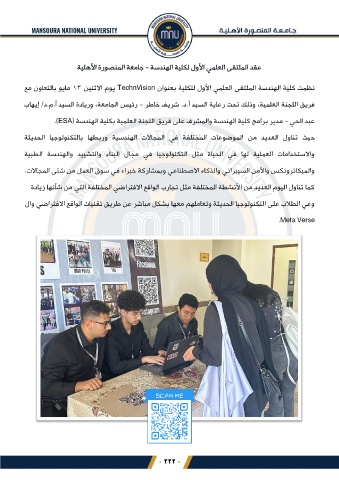 MANSOURA NATIONAL UNIVERSITY
جـامـعـة المنصـورة الأهـلـيـة
MNU
عقد الملتقى العلمي الأول لكلية الهندسة - جامعة المنصورة الأهلية
نظمت كلية الهندسة الملتقى العلمي الأول للكلية بعنوان TechnVision يوم الاثنين ١٣ مايو بالتعاون مع
فريق اللجنة العلمية، وذلك تحت رعاية السيد أ.د. شريف خاطر - رئيس الجامعة، وريادة السيد أ.م.د/ إيهاب
عبد الحي - مدير برامج كلية الهندسة والمشرف على فريق اللجنة العلمية بكلية الهندسة (ESA).
حيث تناول العديد من الموضوعات المختلفة في المجالات الهندسية وربطها بالتكنولوجيا الحديثة
والاستخدامات العملية لها في الحياة مثل التكنولوجيا في مجال البناء والتشييد والهندسة الطبية
والميكاترونكس والأمن السيبراني والذكاء الاصطناعي وبمشاركة خبراء في سوق العمل من شتى المجالات.
كما تناول اليوم العديد من الأنشطة المختلفة مثل تجارب الواقع الافتراضي المختلفة التي من شأنها زيادة
وعي الطلاب على التكنولوجيا الحديثة وتعاملهم معها بشكل مباشر عن طريق تقنيات الواقع الافتراضي وال
Meta Verse.
Facebook
SCAN ME
- ٢٢٢ -